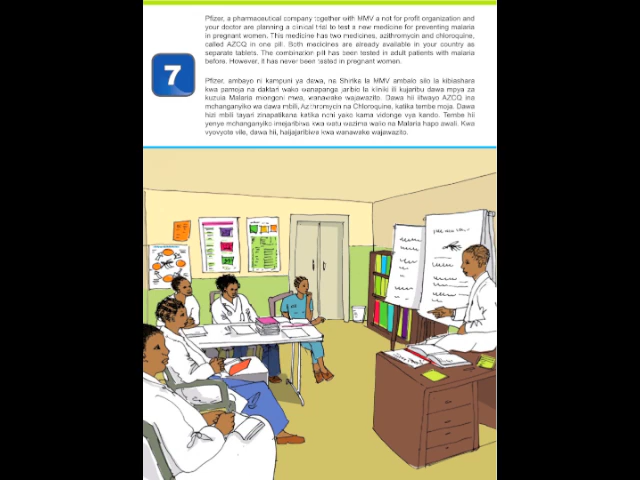 Pfizer, a pharmaceutical company together with MMV a not for profit organization and
your doctor are planning a clinical trial to test a new medicine for preventing malaria
in pregnant women. This medicine has two medicines, azithromycin and chloroquine,
called AZCQ in one pill. Both medicines are already available in your country as
separate tablets. The combination pill has been tested in adult patients with malaria
before. However, it has never been tested in pregnant women.
7
Pfizer, ambayo ni kampuni ya dawa, na Shirika la MMV ambalo silo la kibiashara
kwa pamoja na daktari wako wanapanga jaribio la kliniki ili kujaribu dawa mpya za
kuzuia Malaria miongoni mwa, wanawake wajawazito. Dawa hii itwayo AZCQ ina
mchanganyiko wa dawa mbili, Azithromycin na Chloroquine, katika tembe moja. Dawa
hizi mbili tayari zinapatikana katika nchi yako kama vidonge vya kando. Tembe hii
yenye mchanganyiko imejaribiwa kwa watu wazima walio na Malaria hapo awali. Kwa
vyovyote vile, dawa hii, haijajaribiwa kwa wanawake wajawazito.